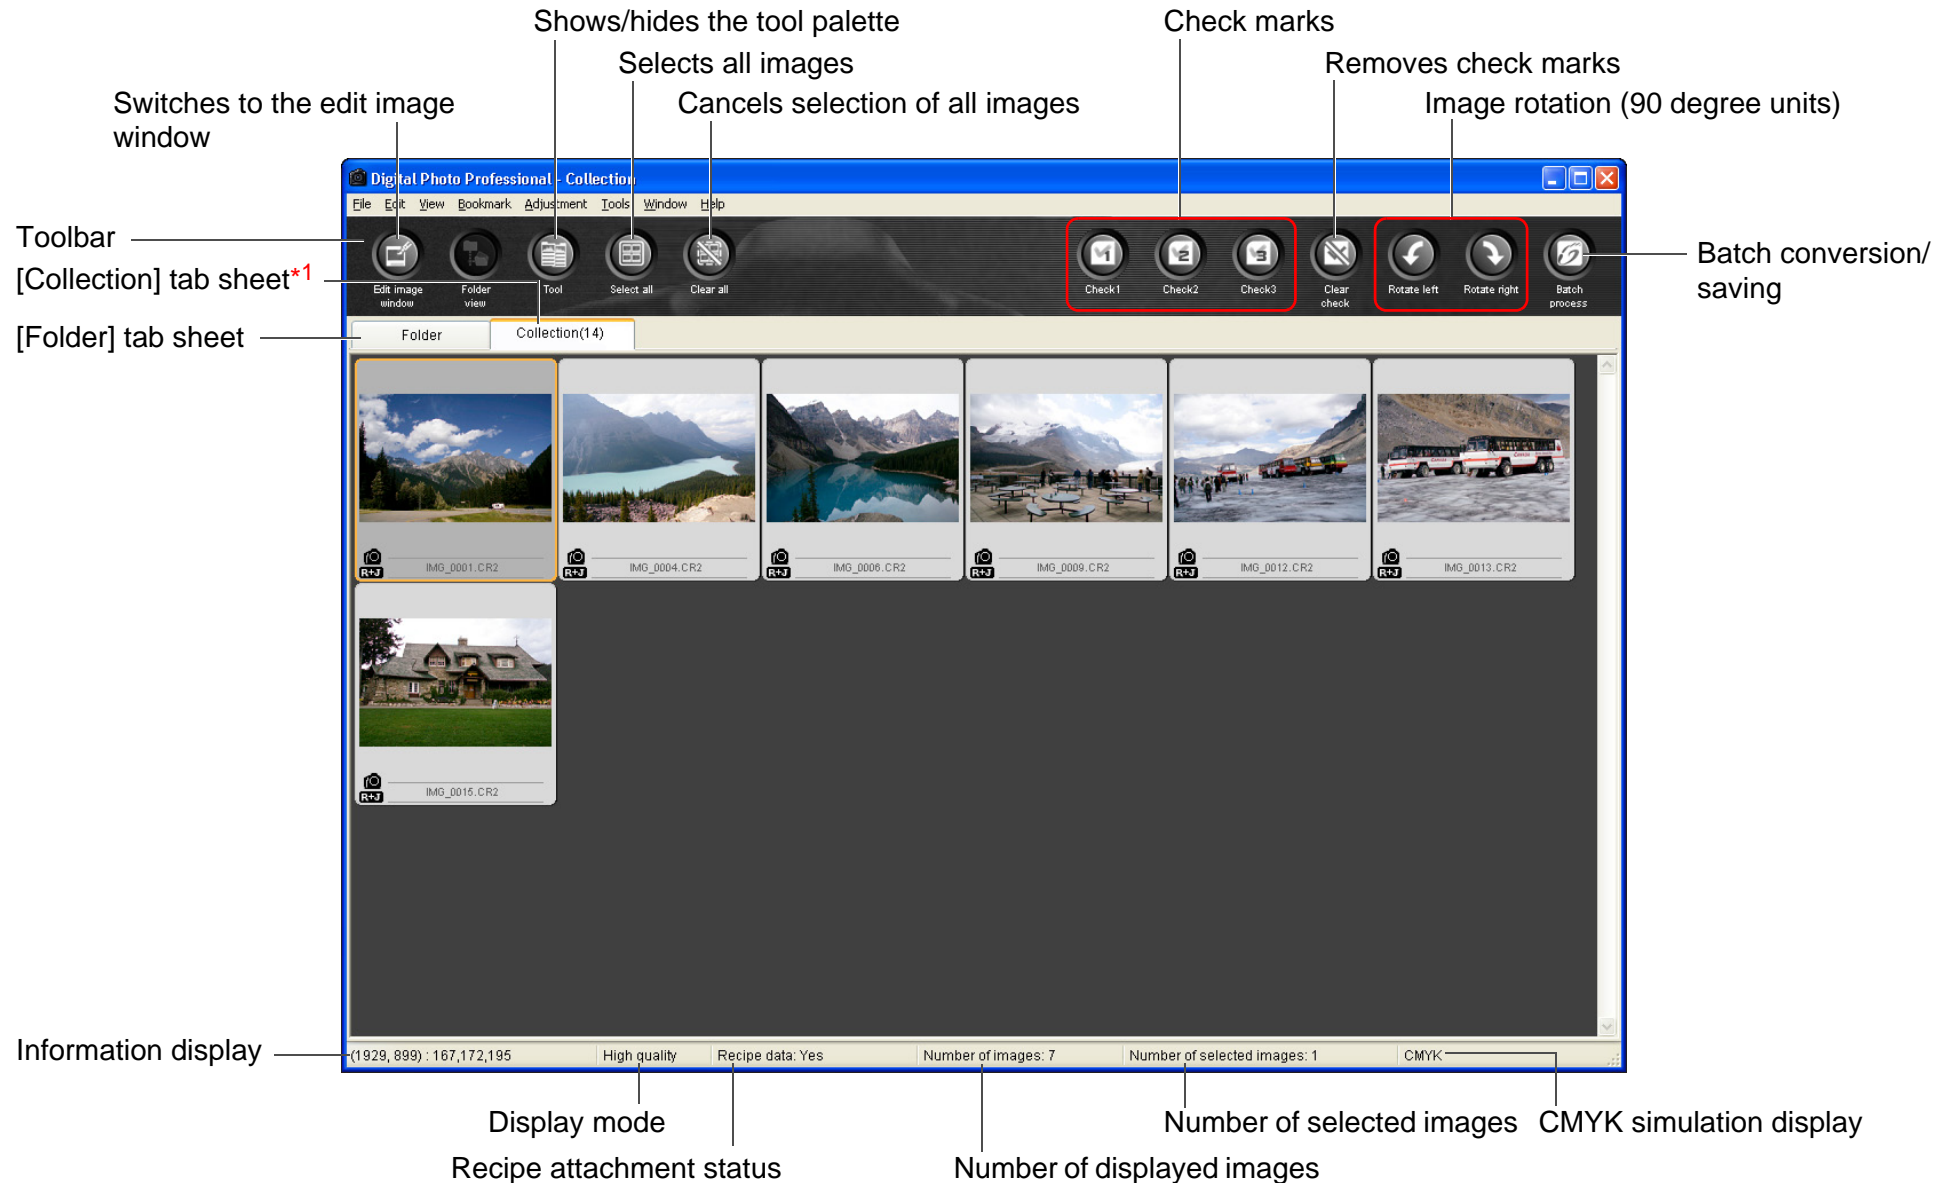 Shows/hides the tool palette
Check marks
Selects all images
Removes check marks
Switches to the edit image
window
Cancels selection of all images
Image rotation (90 degree units)
Digital Photo Professional - Collection
File Edit View Bookmark Adjustment Tools Window Help
Toolbar
[Collection] tab sheet*1
[Folder] tab sheet
Edit image
window
Folder
view
Tool
Select all
Clear all
Check1
Check2
Check3
Clear
check
Rotate left
Rotate right
Batch
process
Batch conversion/
saving
Folder
Collection(14)
R+J IMG_0001.CR2
R+J IMG_0004.CR2
R+J IMG_0006.CR2
R+J IMG_0009.CR2
R+J IMG_0012.CR2
R+J IMG_0013.CR2
R+J IMG_0015.CR2
Information display
(1929, 899) : 167,172,195
High quality
Recipe data: Yes
Number of images: 7
Number of selected images: 1
CMYK
Display mode
Number of selected images
CMYK simulation display
Recipe attachment status
Number of displayed images